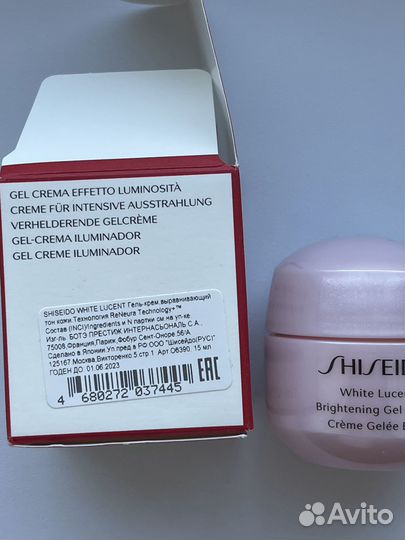 GEL CREMA EFFETTO LUMINOSITÀ
CREME FÜR INTENSIVE AUSSTRAHLUNG
VERHELDERENDE GELCRÈME
GEL-CREMA ILUMINADOR
GEL CREME ILUMINADOR
SHISEIDO WHITE LUCENT Гель-крем,выравнивающий
тон кожи.Технология ReNeura Technology+™
Состав (INCI)/Ingredients и N партии см на уп-ке
Изг-ль: БОТЭ ПРЕСТИЖ ИНТЕРНАСЬОНАЛЬ С.А.,
75008,Франция,Париж,Фобур Сент-Оноре,56/А
Сделано в Японии.Уп.пред в РФ ООО "Шисейдо(РУС)"
125167 Москва,Викторенко 5,стр 1 Арт О6390, 15 мл
ГОДЕН ДО 01.06.2023
EAC
4 680272 037445
SHISEI
White Lucen
Brightening Gel
Crème Gelée É
Avito